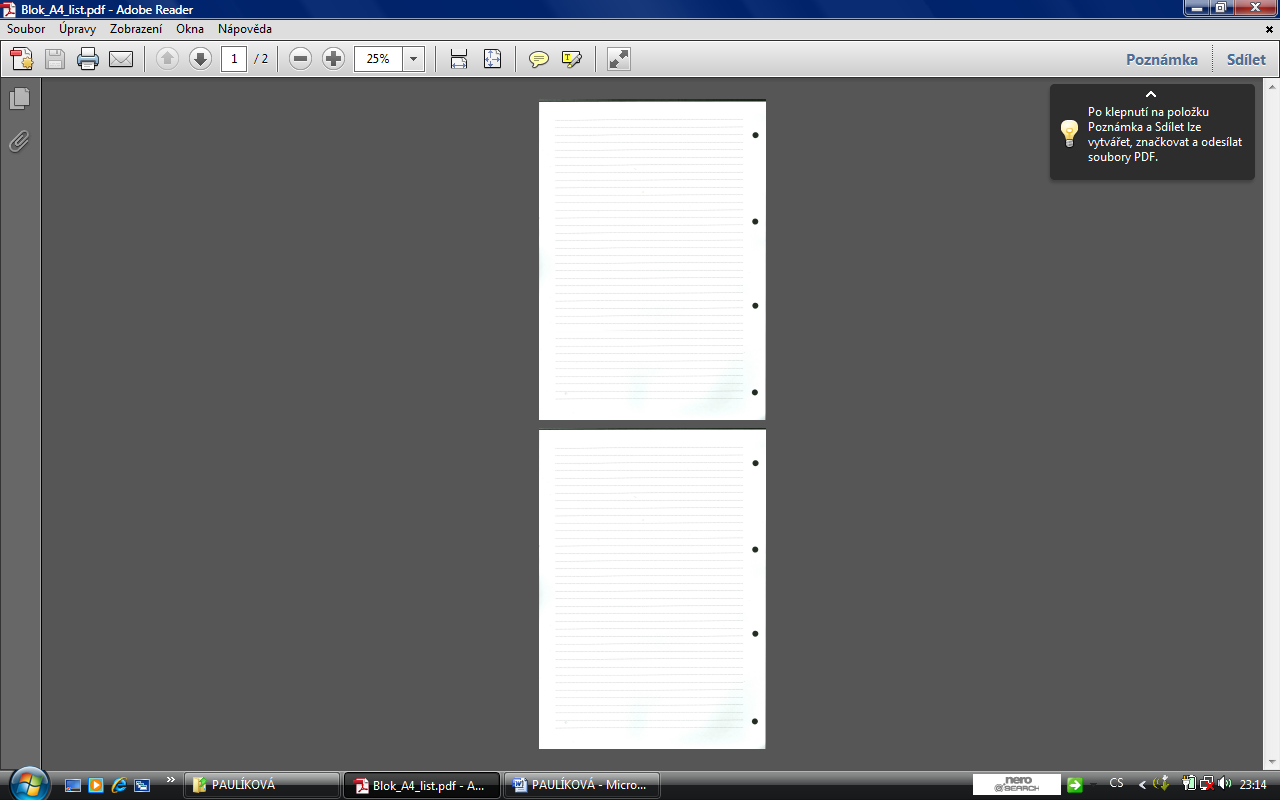 Blok_A4_list.pdf - Adobe Reader
Soubor Úpravy Zobrazení Okna Nápověda
1 / 2 25% Poznámka Sdílet
Po klepnutí na položku
Poznámka a Sdílet lze
vytvářet, značkovat a odesílat
soubory PDF.
PAULÍKOVÁ Blok_A4_list.pdf - A... PAULÍKOVÁ - Micro... nero SEARCH CS 23:14